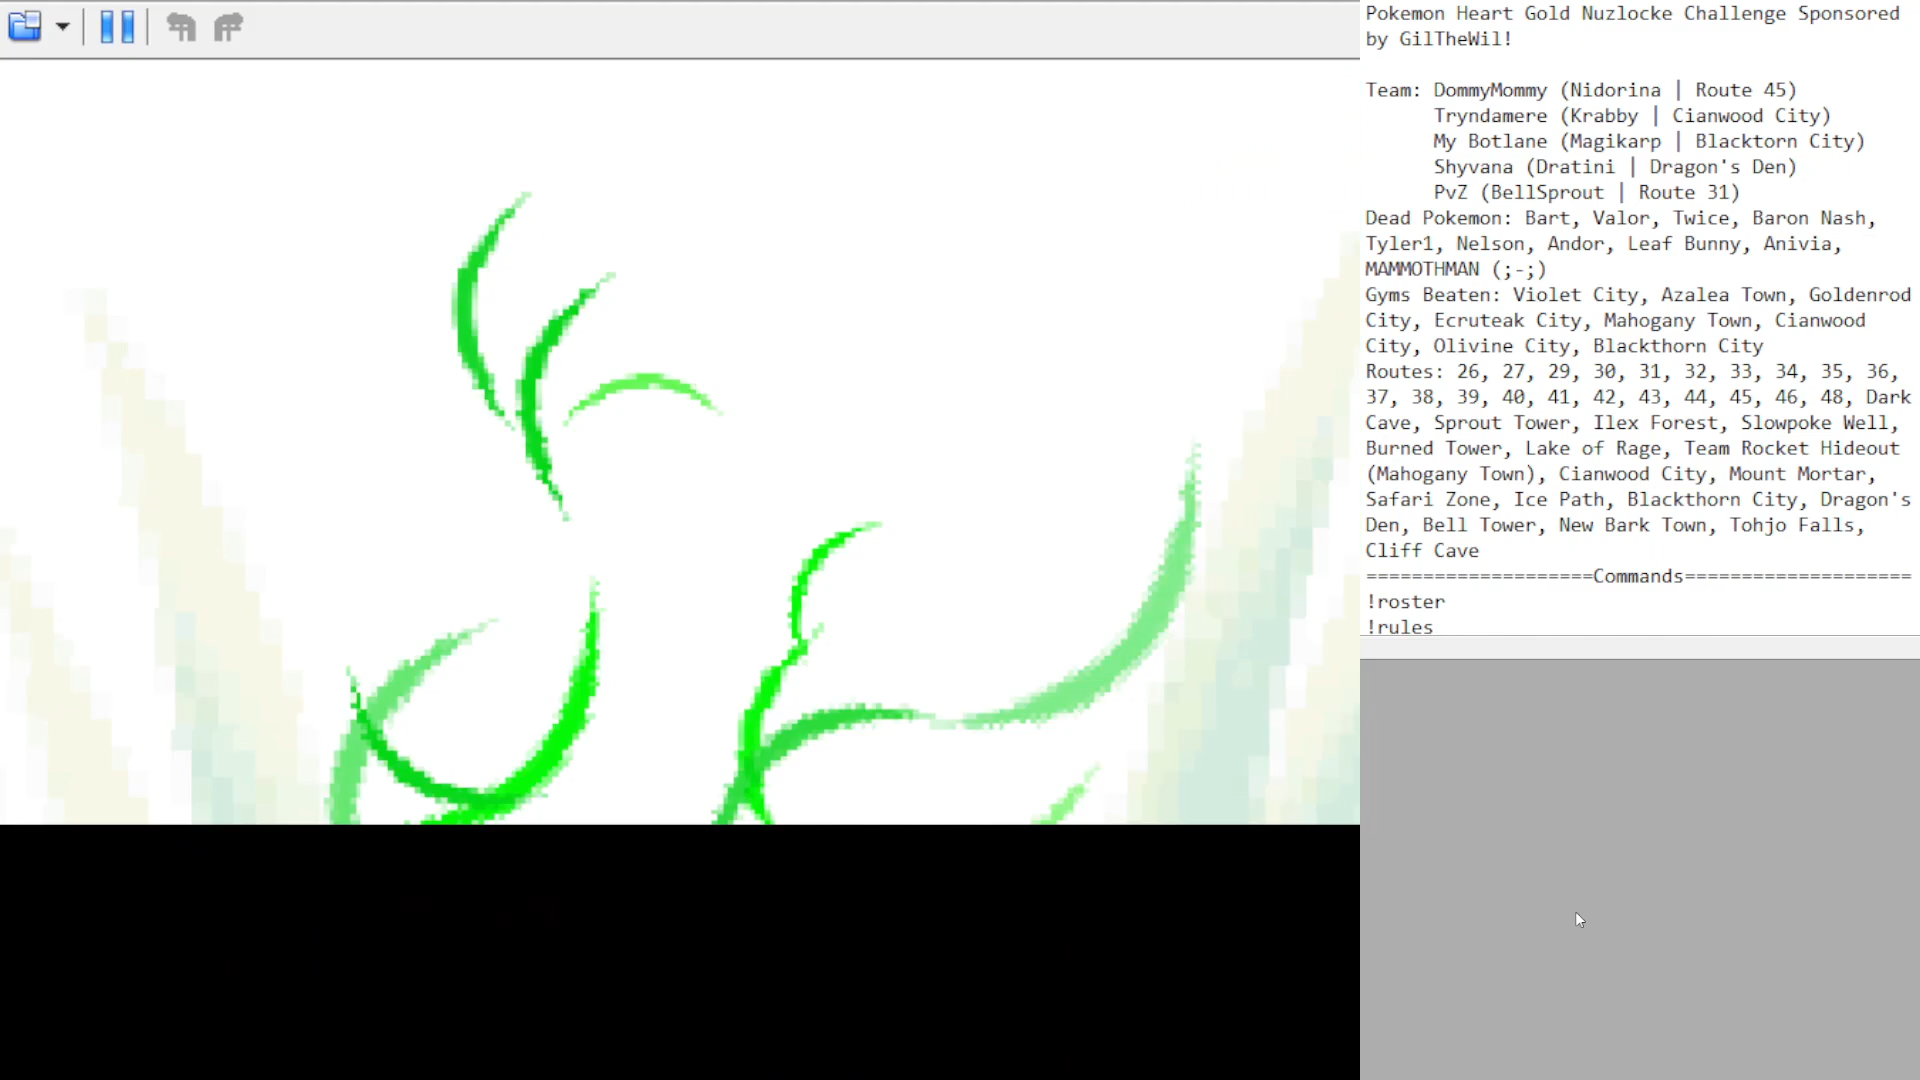 Pokemon Heart Gold Nuzlocke Challenge Sponsored
by GilTheWil!
Team: DommyMommy (Nidorina | Route 45)
Tryndamere (Krabby | Cianwood City)
My Botlane (Magikarp | Blacktorn City)
Shyvana (Dratini | Dragon's Den)
PvZ (BellSprout | Route 31)
Dead Pokemon: Bart, Valor, Twice, Baron Nash,
Tyler1, Nelson, Andor, Leaf Bunny, Anivia,
MAMMOTHMAN (;-;)
Gyms Beaten: Violet City, Azalea Town, Goldenrod
City, Ecruteak City, Mahogany Town, Cianwood
City, Olivine City, Blackthorn City
Routes: 26, 27, 29, 30, 31, 32, 33, 34, 35, 36,
37, 38, 39, 40, 41, 42, 43, 44, 45, 46, 48, Dark
Cave, Sprout Tower, Ilex Forest, Slowpoke Well,
Burned Tower, Lake of Rage, Team Rocket Hideout
(Mahogany Town), Cianwood City, Mount Mortar,
Safari Zone, Ice Path, Blackthorn City, Dragon's
Den, Bell Tower, New Bark Town, Tohjo Falls,
Cliff Cave
====================Commands====================
!roster
!rules